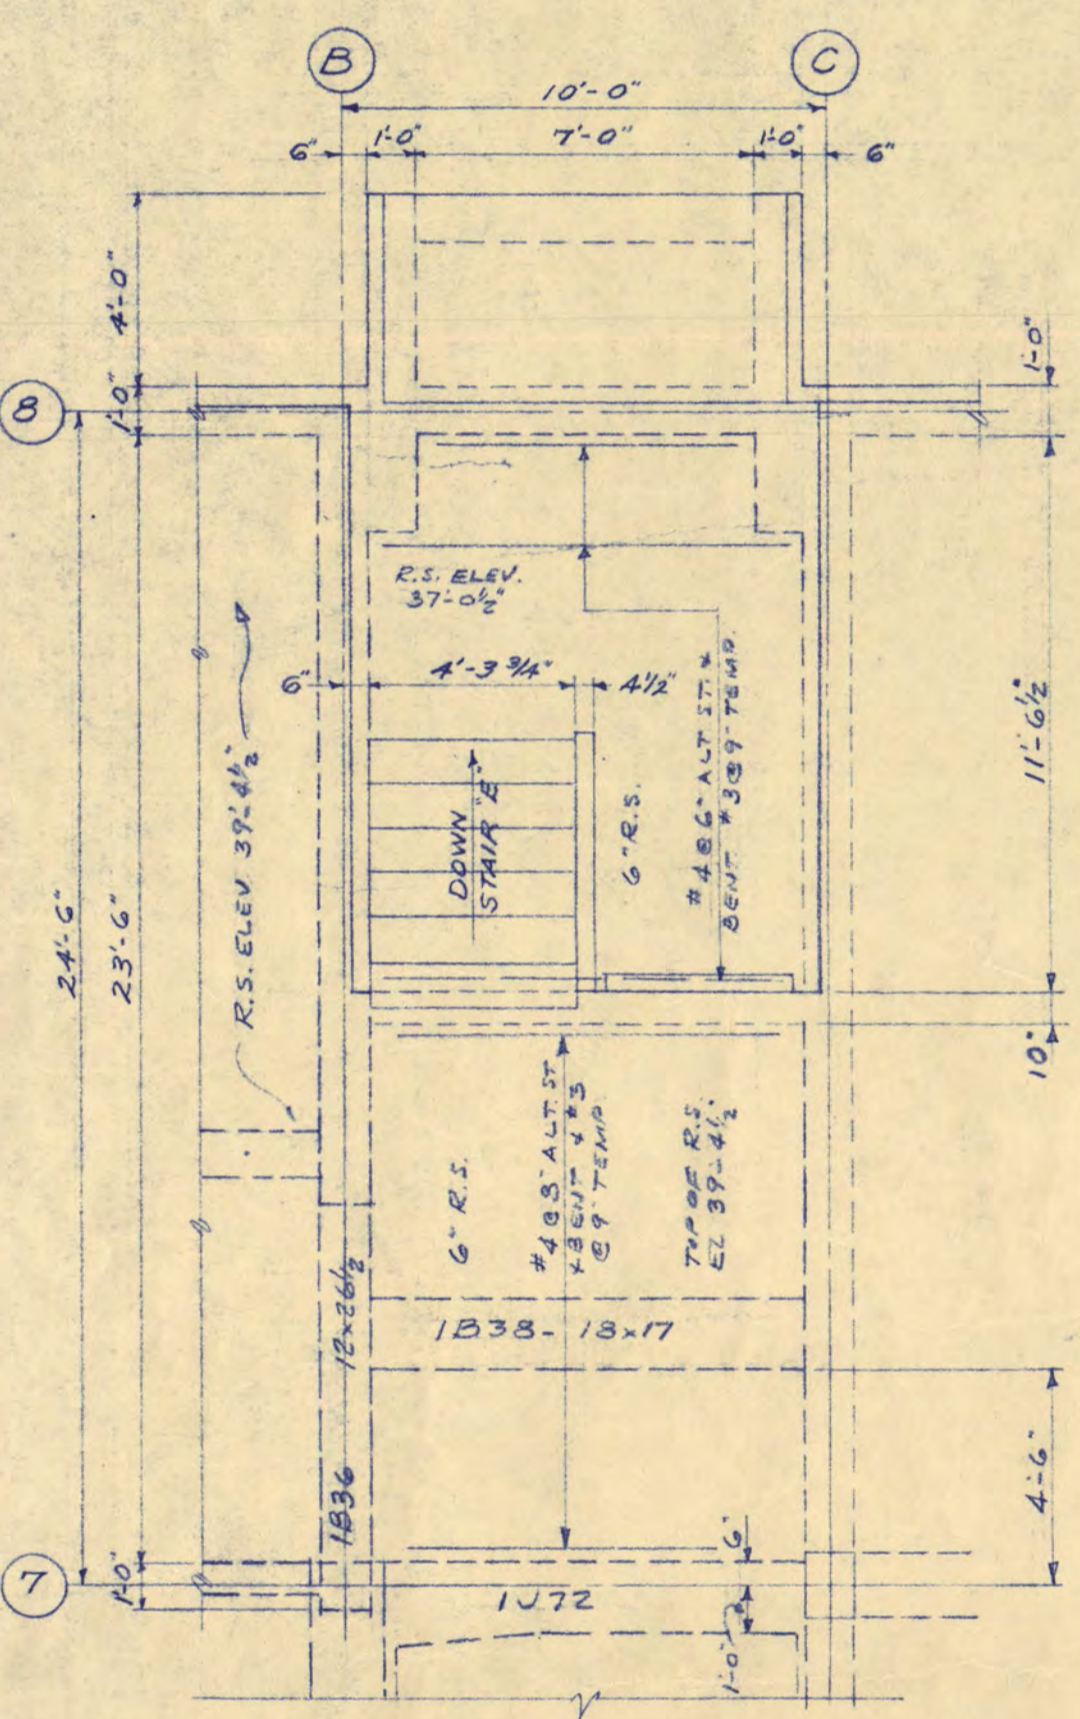 B
C
10'-0"
6"
1'-0"
7'-0"
1'-0"
6"
4'-0"
1'-0"
1'-0"
8
R.S. ELEV.
37'-0½"
6"
4'-3 3/4"
4½"
R.S. ELEV 39'-4½"
DOWN
STAIR "E"
6" R.S.
#4@6" ALT ST. &
BENT #3@9" TEMP.
11'-6½"
24'-6"
23'-6"
10"
6" R.S.
#4@8" ALT. ST
& BENT & #3
@9" TEMP.
TOP OF R.S.
EL 39'-4½"
12x26½
1B36
1B38 - 18x17
4'-6"
7
1'-0"
1J72
6"
1'-0"